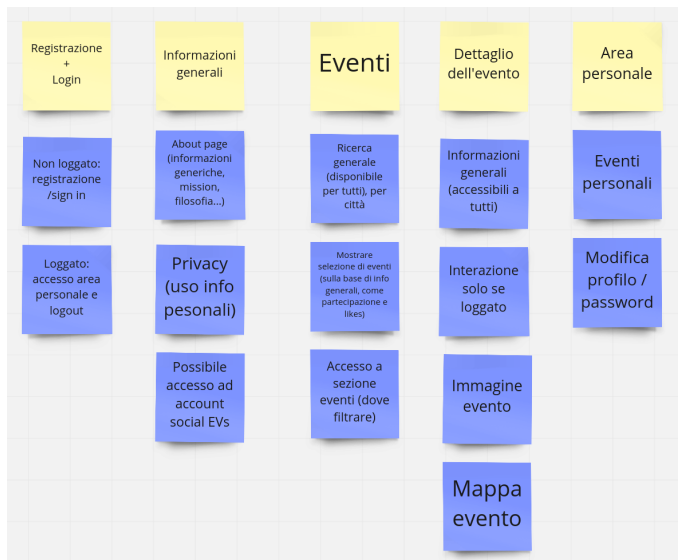 Registrazione
+
Login
Informazioni
generali
Eventi
Dettaglio
dell'evento
Area
personale
Non loggato:
registrazione
/sign in
About page
(informazioni
generiche,
mission,
filosofia...)
Ricerca
generale
(disponibile
per tutti), per
città
Informazioni
generali
(accessibili a
tutti)
Eventi
personali
Loggato:
accesso area
personale e
logout
Privacy
(uso info
pesonali)
Mostrare
selezione di eventi
(sulla base di info
generali, come
partecipazione e
likes)
Interazione
solo se
loggato
Modifica
profilo /
password
Possibile
accesso ad
account
social EVs
Accesso a
sezione
eventi (dove
filtrare)
Immagine
evento
Mappa
evento